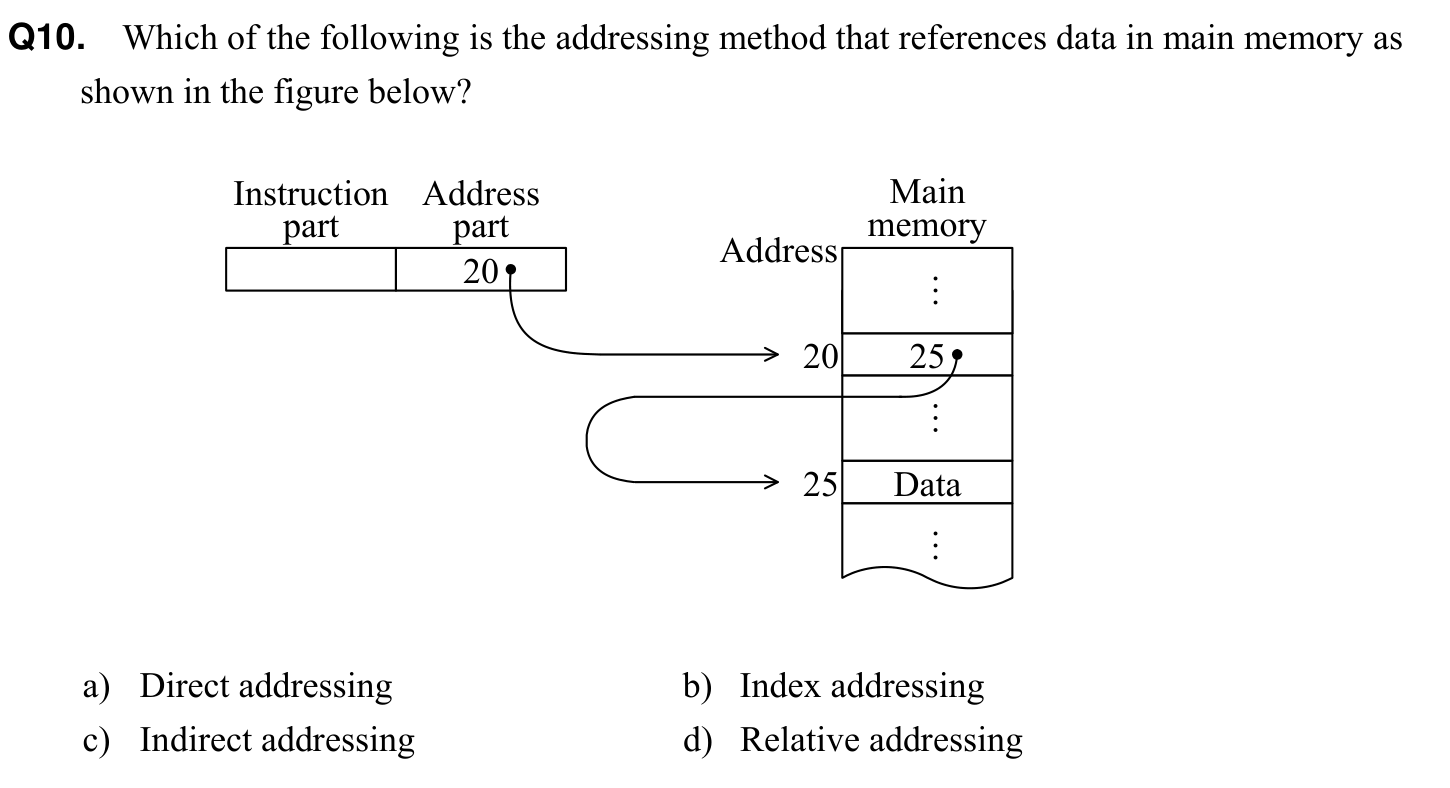 Q10. Which of the following is the addressing method that references data in main memory as
shown in the figure below?
Instruction part
Address part
20
Address
Main memory
⋮
20
25
⋮
25
Data
⋮
a) Direct addressing
b) Index addressing
c) Indirect addressing
d) Relative addressing